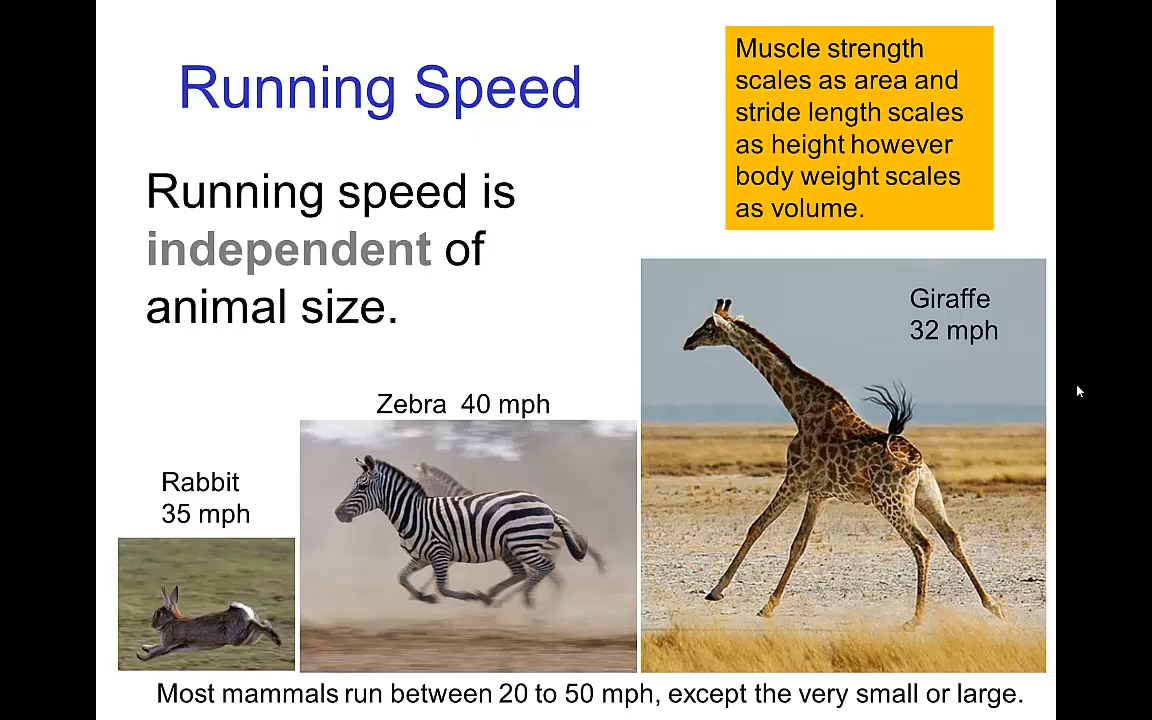 Running Speed
Muscle strength
scales as area and
stride length scales
as height however
body weight scales
as volume.
Running speed is
independent of
animal size.
Giraffe
32 mph
Zebra 40 mph
Rabbit
35 mph
Most mammals run between 20 to 50 mph, except the very small or large.